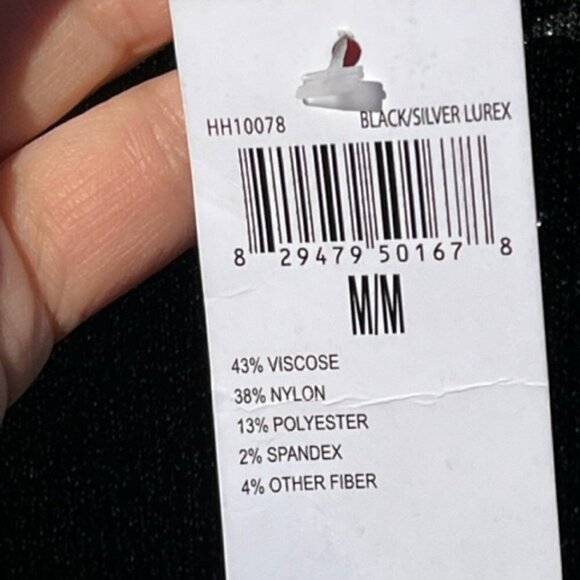 HH10078 BLACK/SILVER LUREX
8 29479 50167 8
M/M
43% VISCOSE
38% NYLON
13% POLYESTER
2% SPANDEX
4% OTHER FIBER